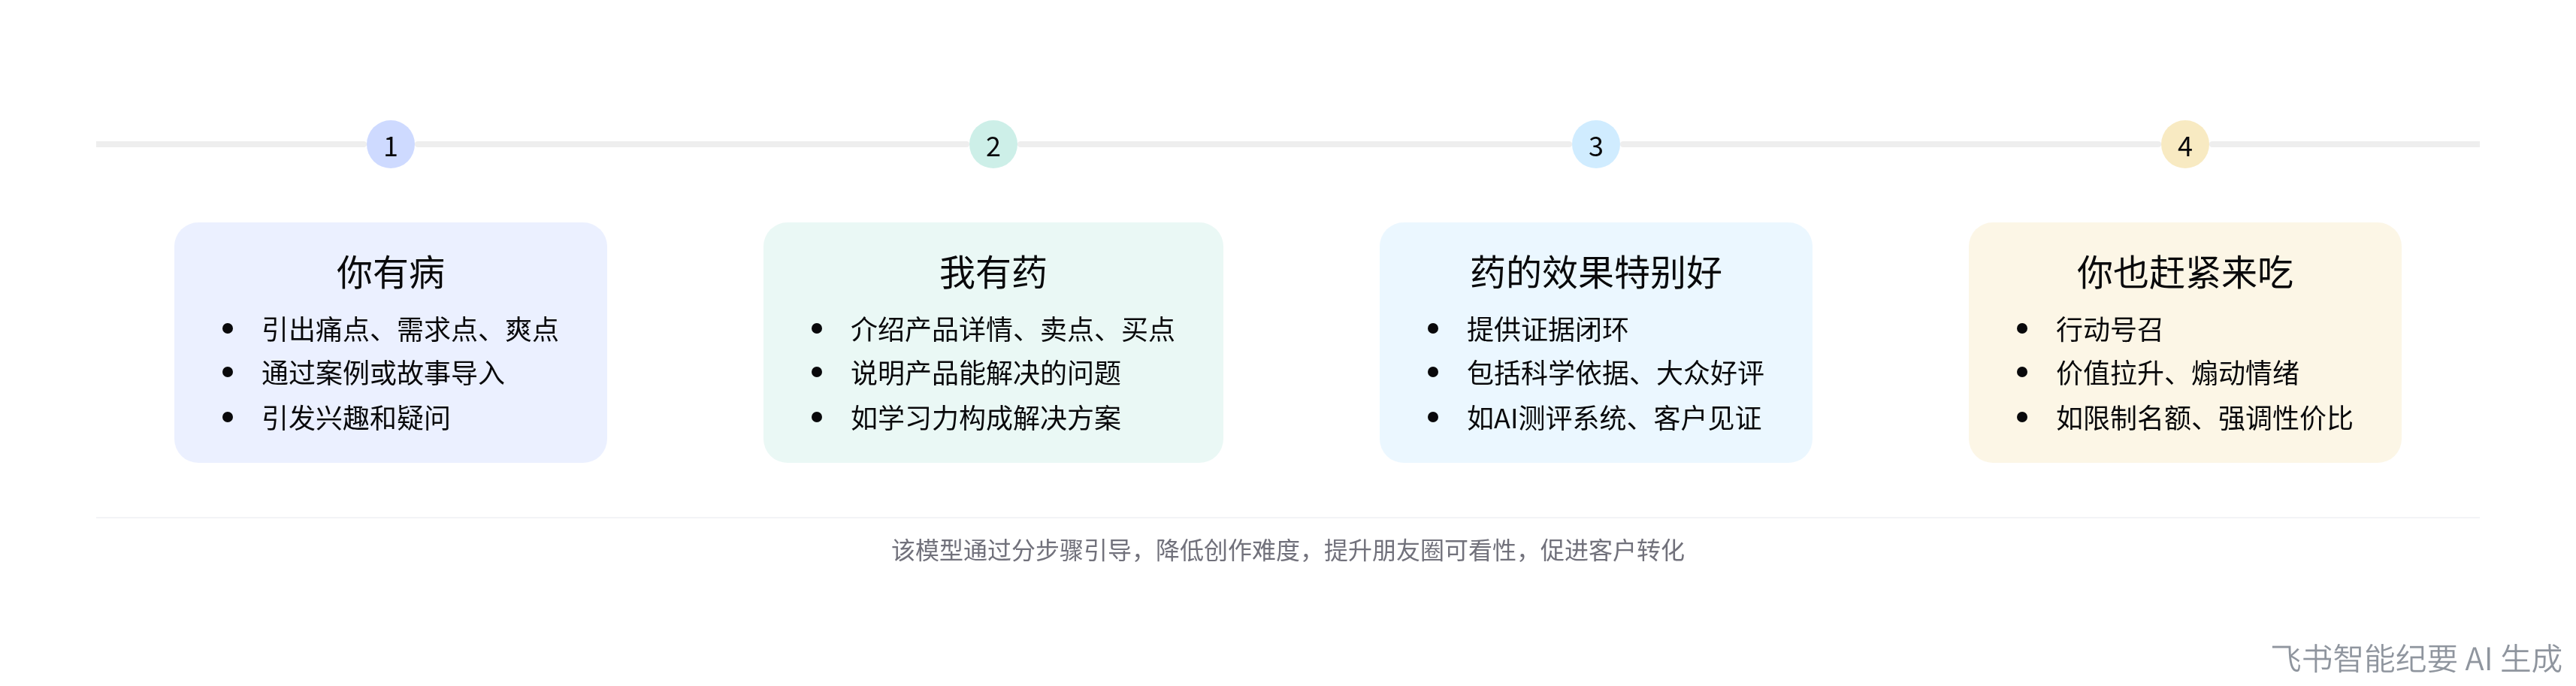 1
2
3
4
你有病
• 引出痛点、需求点、爽点
• 通过案例或故事导入
• 引发兴趣和疑问
我有药
• 介绍产品详情、卖点、买点
• 说明产品能解决的问题
• 如学习力构成解决方案
药的效果特别好
• 提供证据闭环
• 包括科学依据、大众好评
• 如AI测评系统、客户见证
你也赶紧来吃
• 行动号召
• 价值拉升、煽动情绪
• 如限制名额、强调性价比
该模型通过分步骤引导，降低创作难度，提升朋友圈可看性，促进客户转化
飞书智能纪要 AI 生成